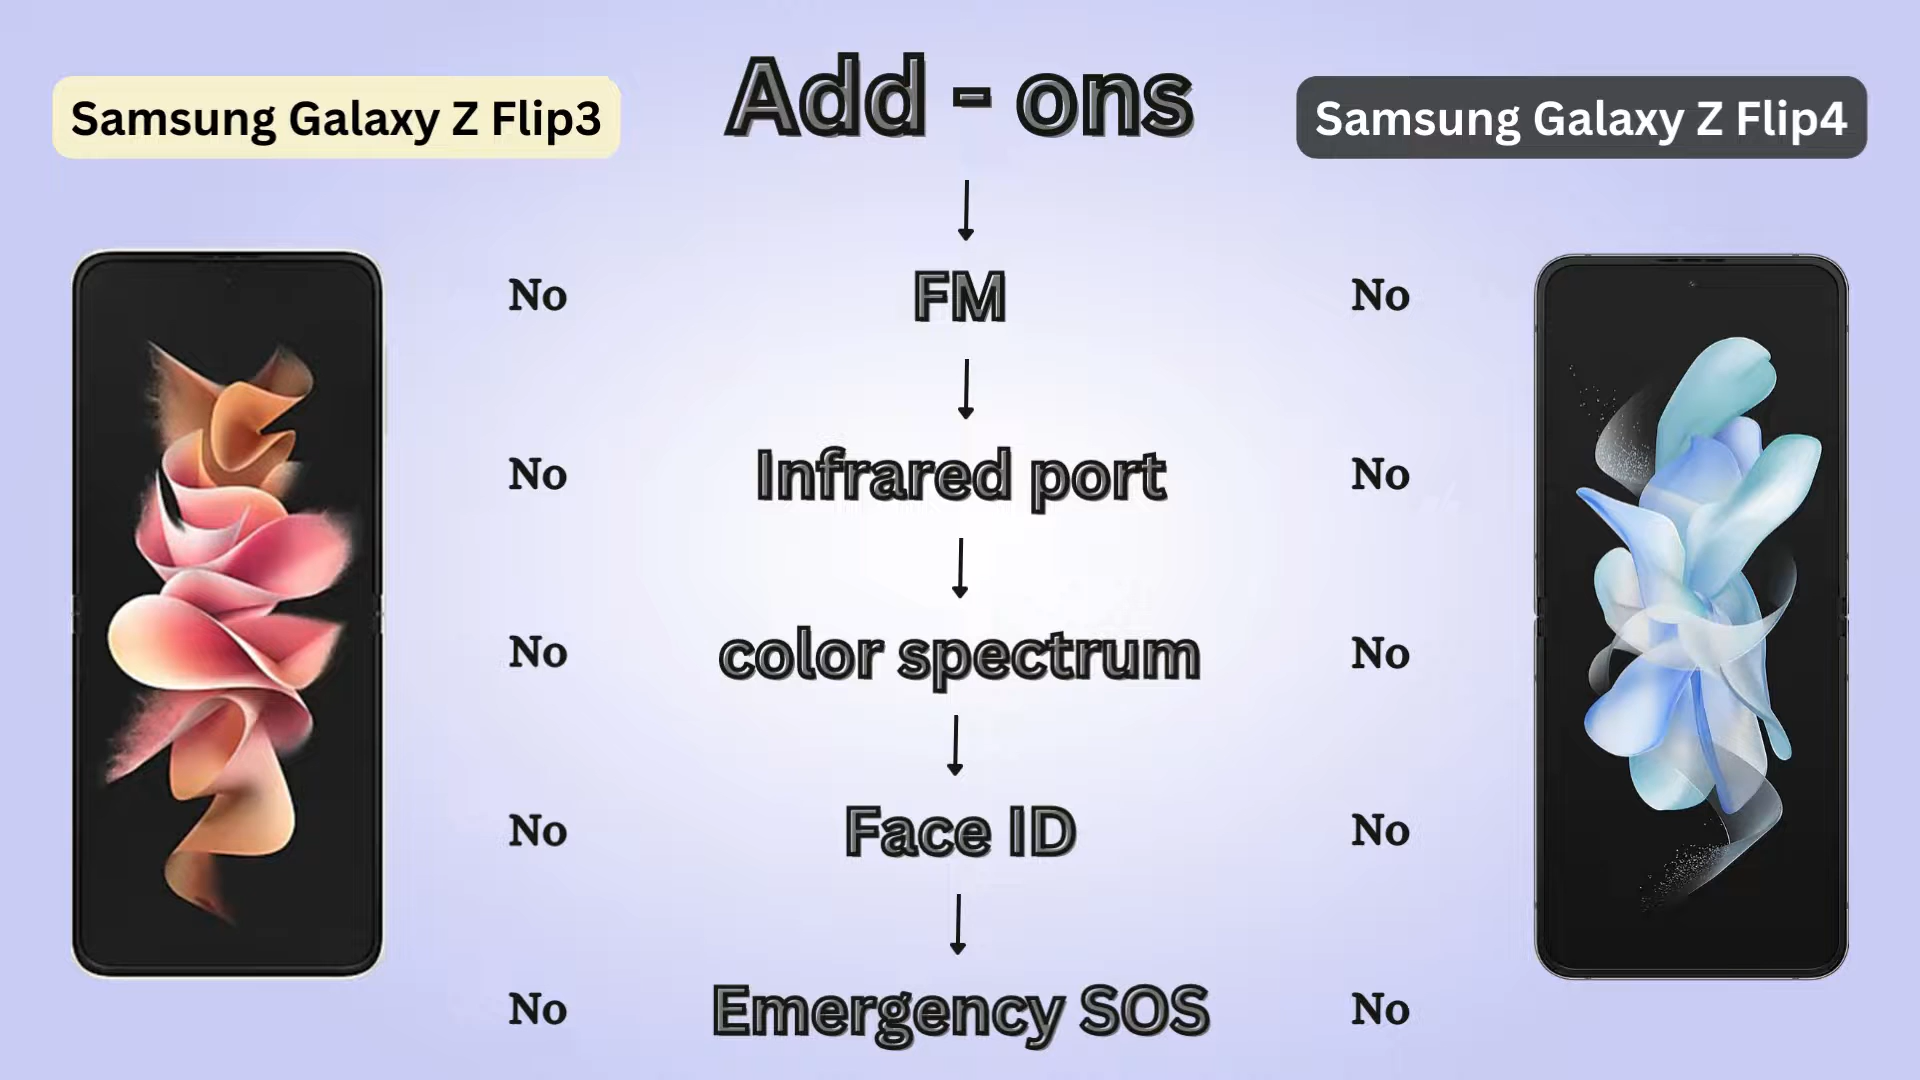 Samsung Galaxy Z Flip3
Add - ons
Samsung Galaxy Z Flip4
No
FM
No
No
Infrared port
No
No
color spectrum
No
No
Face ID
No
No
Emergency SOS
No